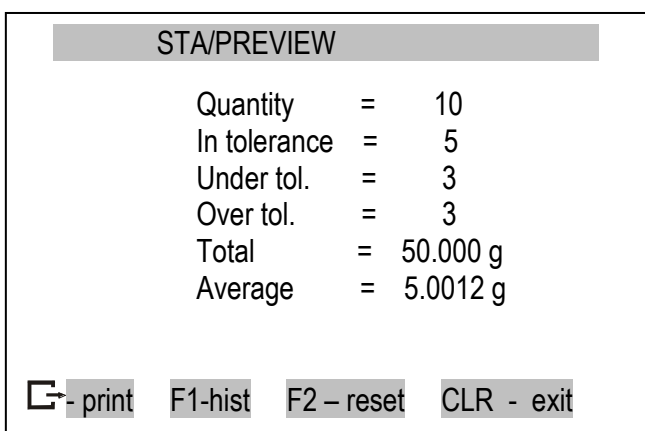 STA/PREVIEW
Quantity = 10
In tolerance = 5
Under tol. = 3
Over tol. = 3
Total = 50.000 g
Average = 5.0012 g
- print F1-hist F2 – reset CLR - exit